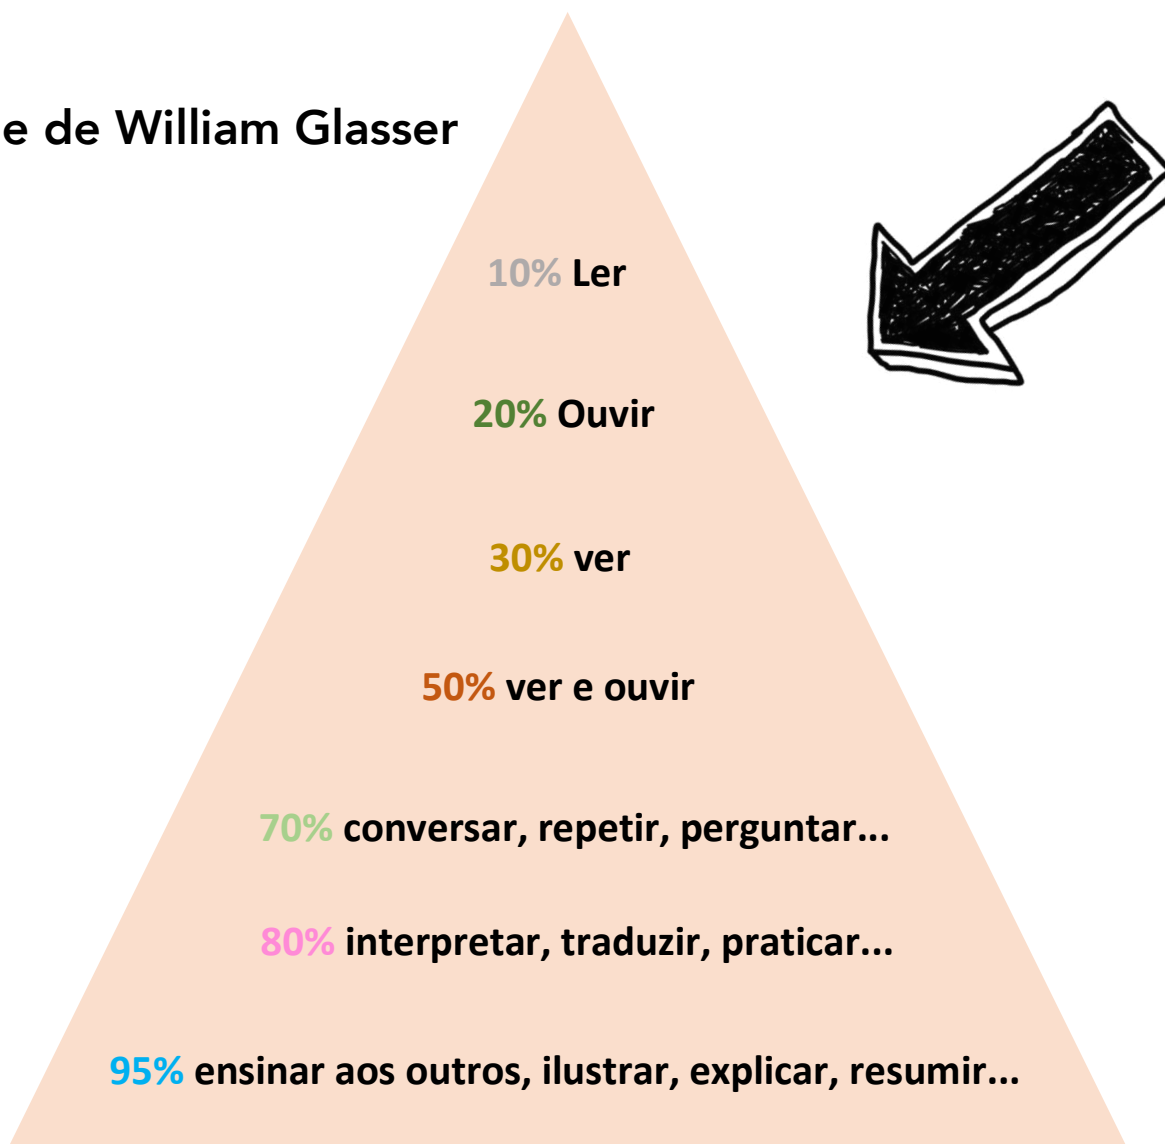 e de William Glasser
10% Ler
20% Ouvir
30% ver
50% ver e ouvir
70% conversar, repetir, perguntar...
80% interpretar, traduzir, praticar...
95% ensinar aos outros, ilustrar, explicar, resumir...